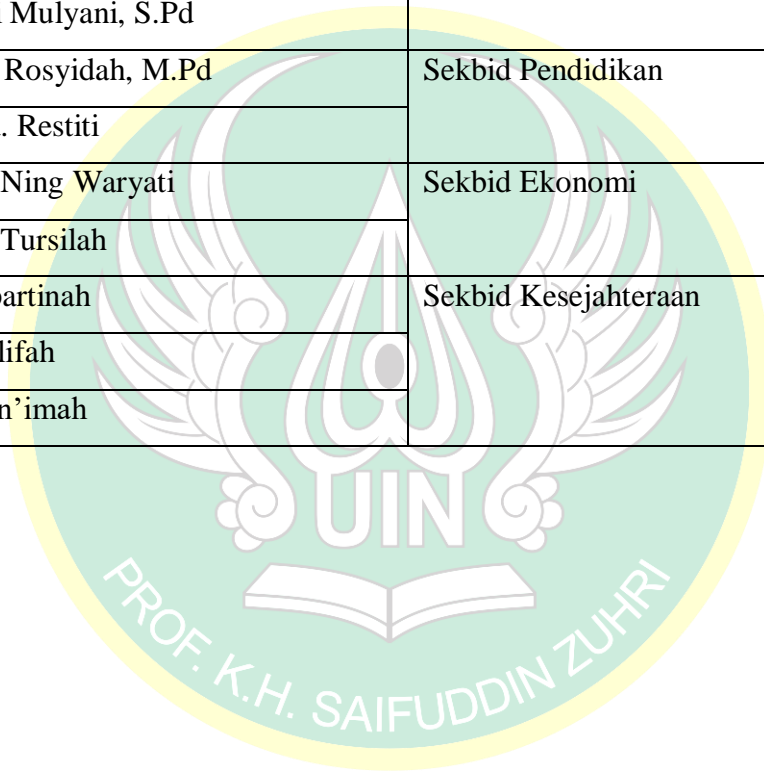 Mulyani, S.Pd
Rosyidah, M.Pd Sekbid Pendidikan
Restiti
Ning Waryati Sekbid Ekonomi
Tursilah
artinah Sekbid Kesejahteraan
lifah
n’imah
UIN
PROF. K.H. SAIFUDDIN ZUHRI